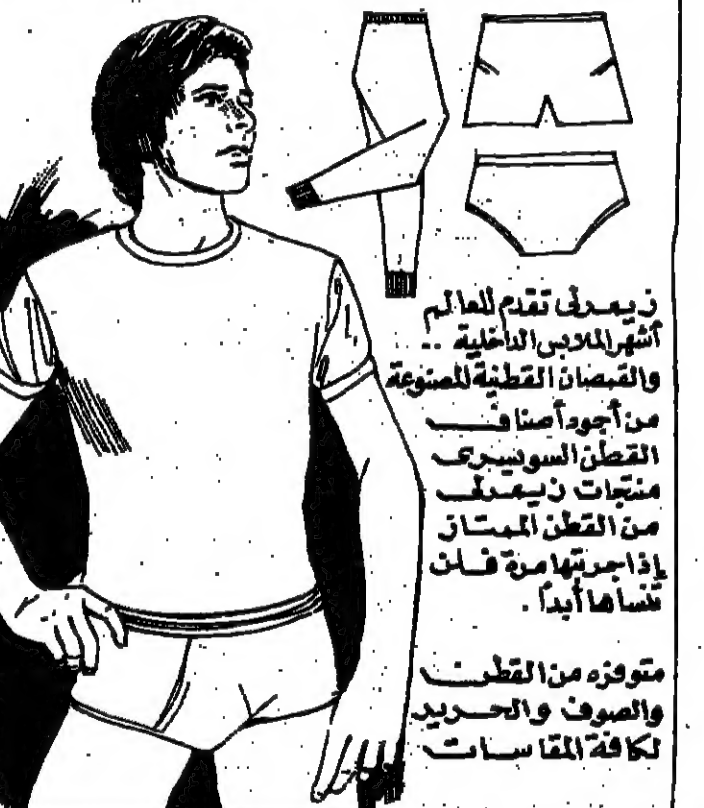 زيمرلي تقدم للعالم
أشهر الملابس الداخلية ..
والقمصان القطنية المصنوعة
من أجود أصناف
القطن السويسري
منتجات زيمرلي
من القطن الممتاز
إذا جربتها مرة فلن
تنساها أبداً .
متوفره من القطن
والصوف والحرير
لكافة المقاسات